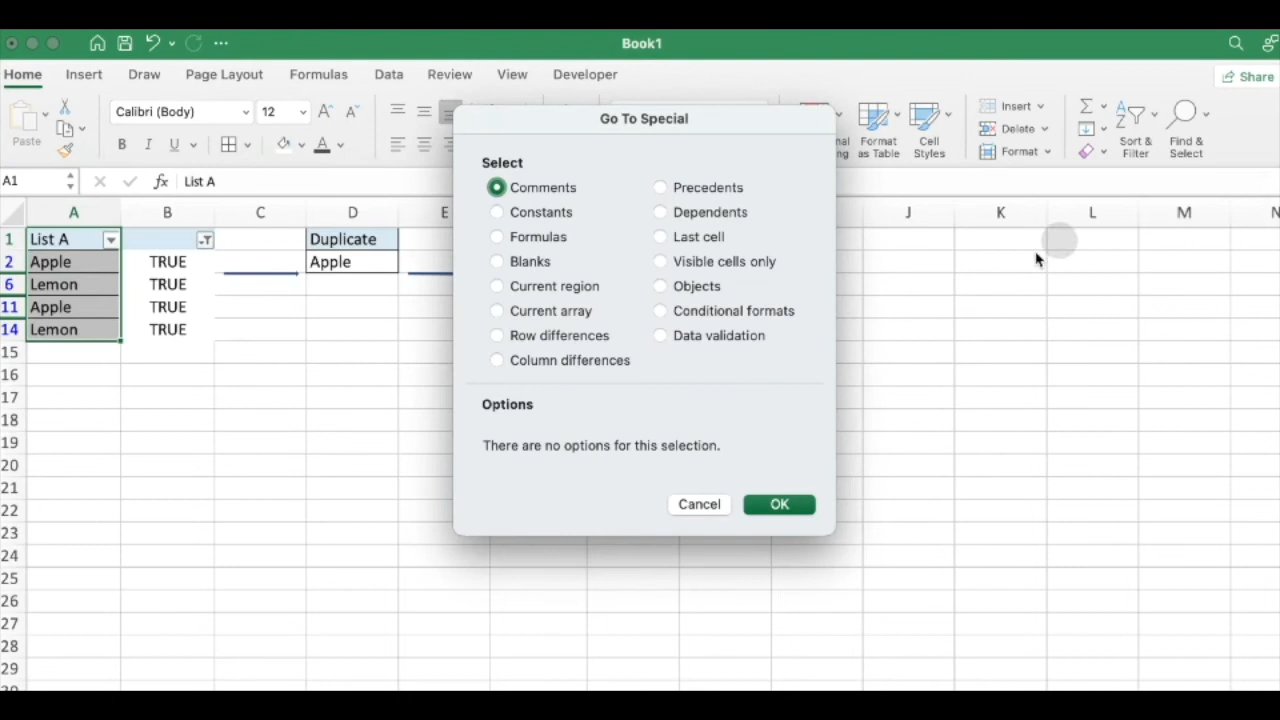 Book1
Home Insert Draw Page Layout Formulas Data Review View Developer Share
Paste Calibri (Body) 12 B I U A Format as Table Cell Styles Insert Delete Format Sort & Filter Find & Select
A1 fx List A
A B C D E J K L M N
1 List A Duplicate
2 Apple TRUE Apple
6 Lemon TRUE
11 Apple TRUE
14 Lemon TRUE
15
16
17
18
19
20
21
22
23
24
25
26
27
28
29
Go To Special
Select
Comments Precedents
Constants Dependents
Formulas Last cell
Blanks Visible cells only
Current region Objects
Current array Conditional formats
Row differences Data validation
Column differences
Options
There are no options for this selection.
Cancel OK